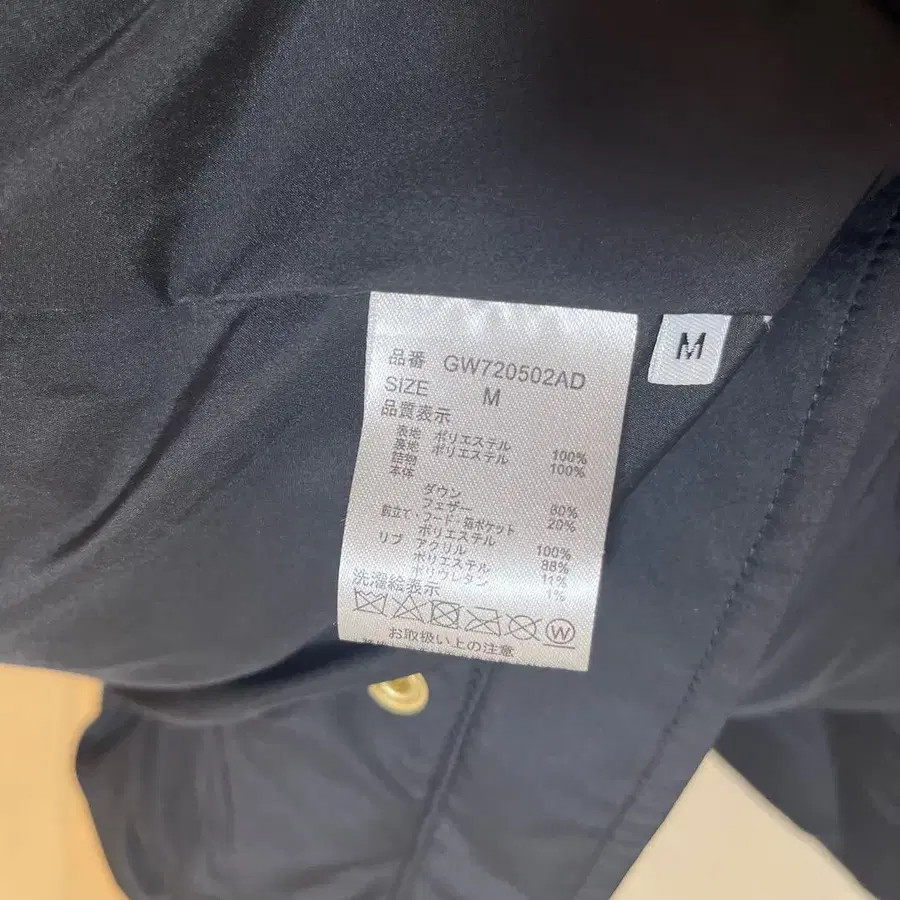 品番 GW720502AD
SIZE M
品質表示
表地 ポリエステル 100%
裏地 ポリエステル 100%
詰物
本体
ダウン 80%
フェザー 20%
前立て・フード・箱ポケット
ポリエステル 100%
リブ アクリル 88%
ポリエステル 11%
ポリウレタン 1%
洗濯絵表示
W
お取扱い上の注意
M